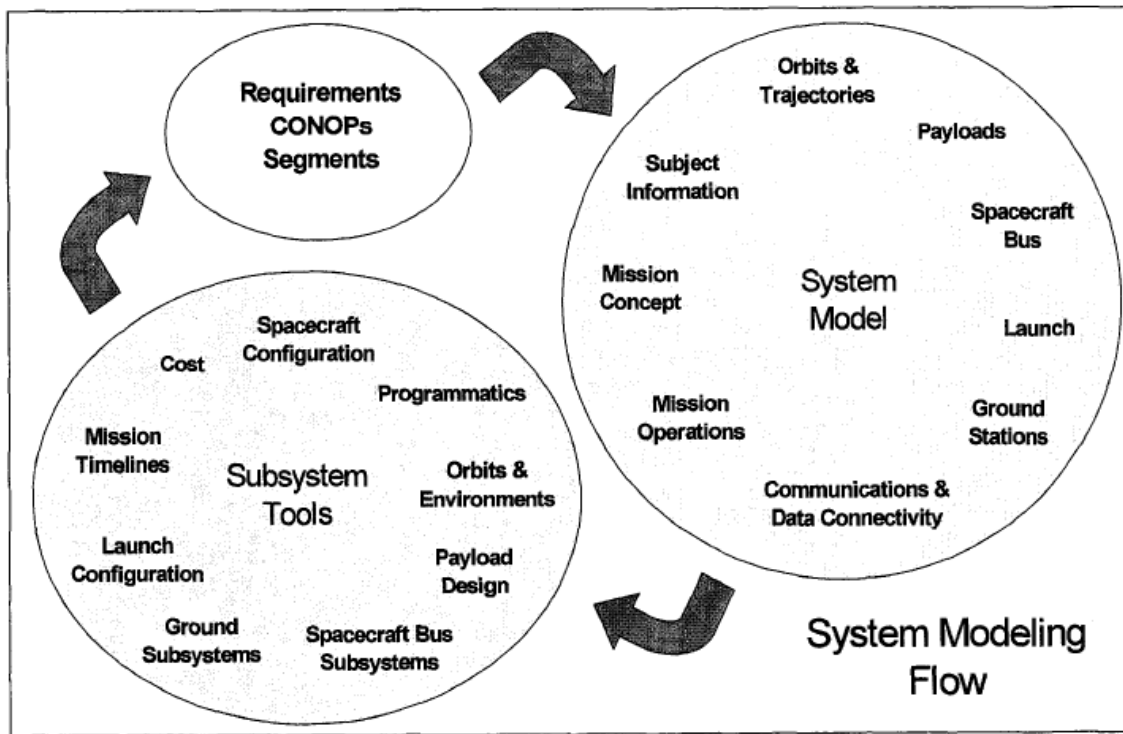 Requirements
CONOPs
Segments
Orbits &
Trajectories
Payloads
Subject
Information
Spacecraft
Bus
Mission
Concept
System
Model
Launch
Mission
Operations
Ground
Stations
Communications &
Data Connectivity
Spacecraft
Configuration
Cost
Programmatics
Mission
Timelines
Subsystem
Tools
Orbits &
Environments
Launch
Configuration
Payload
Design
Ground
Subsystems
Spacecraft Bus
Subsystems
System Modeling
Flow